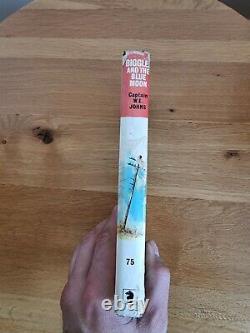 BIGGLES
AND THE
BLUE
MOON
Captain
W.E.
JOHNS
75